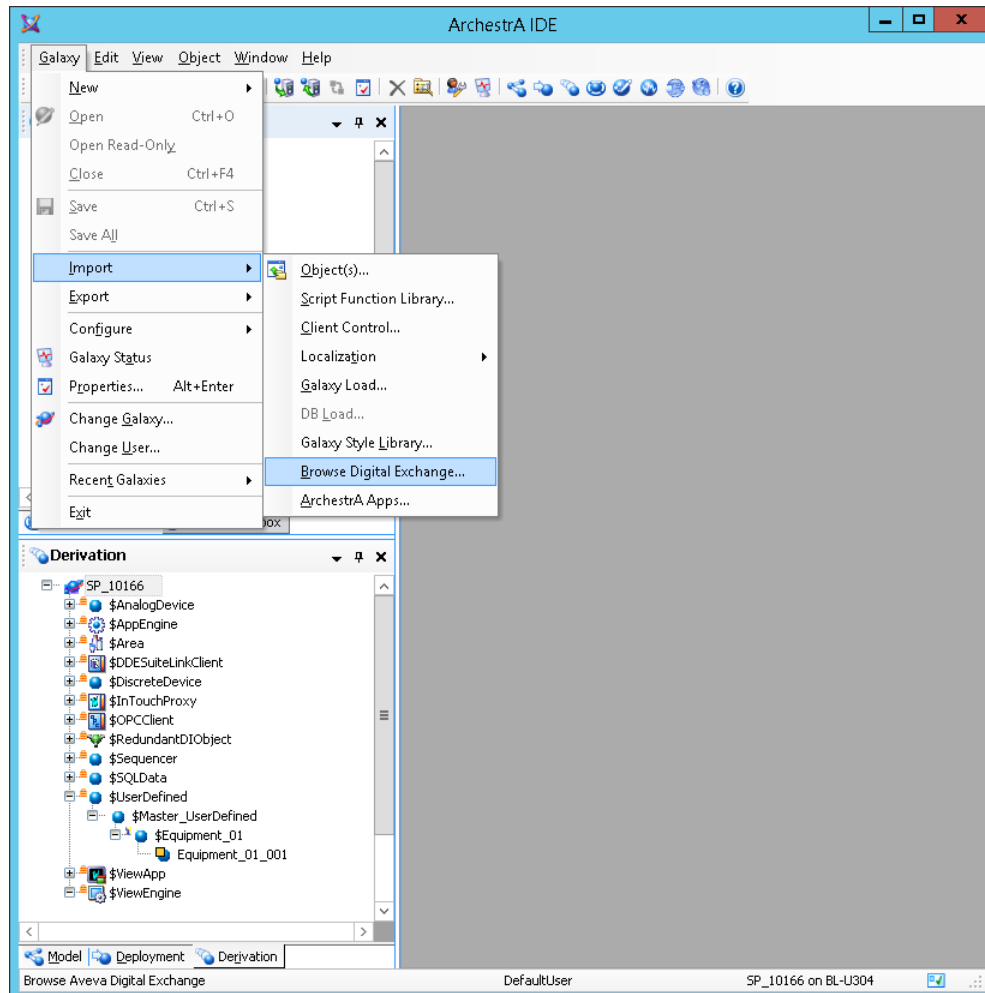 ArchestrA IDE
Galaxy Edit View Object Window Help
New
Open Ctrl+O
Open Read-Only
Close Ctrl+F4
Save Ctrl+S
Save All
Import
Export
Configure
Galaxy Status
Properties... Alt+Enter
Change Galaxy...
Change User...
Recent Galaxies
Exit
Object(s)...
Script Function Library...
Client Control...
Localization
Galaxy Load...
DB Load...
Galaxy Style Library...
Browse Digital Exchange...
ArchestrA Apps...
Derivation
SP_10166
$AnalogDevice
$AppEngine
$Area
$DDESuiteLinkClient
$DiscreteDevice
$InTouchProxy
$OPCClient
$RedundantDIObject
$Sequencer
$SQLData
$UserDefined
$Master_UserDefined
$Equipment_01
Equipment_01_001
$ViewApp
$ViewEngine
Model Deployment Derivation
Browse Aveva Digital Exchange DefaultUser SP_10166 on BL-U304